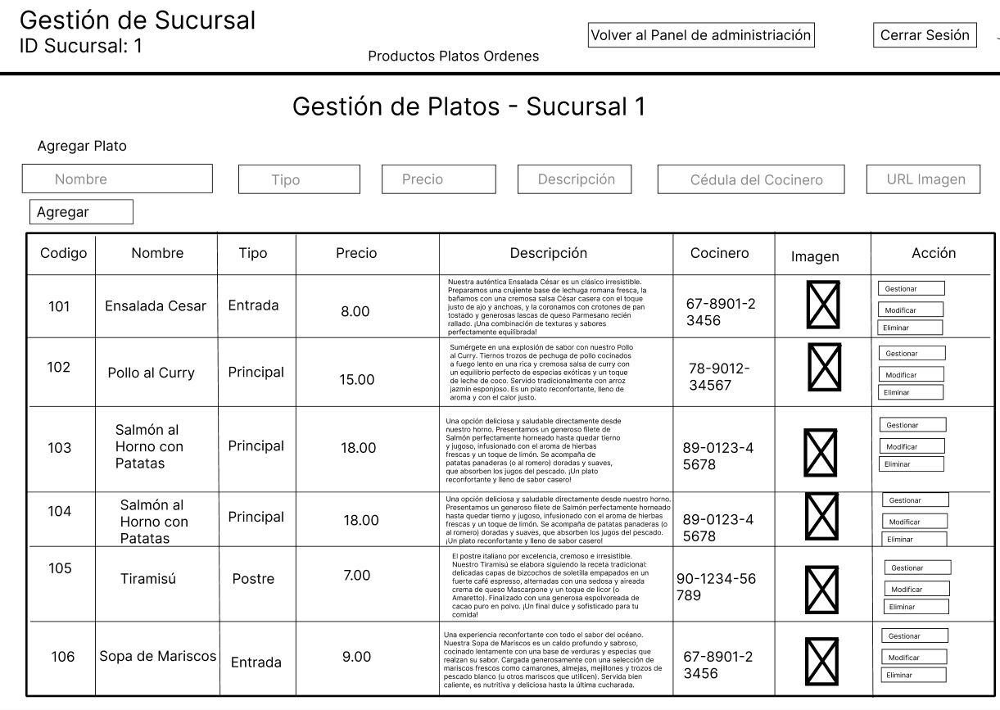 Gestión de Sucursal
ID Sucursal: 1
Productos Platos Ordenes
Volver al Panel de administriación
Cerrar Sesión
Gestión de Platos - Sucursal 1
Agregar Plato
Nombre
Tipo
Precio
Descripción
Cédula del Cocinero
URL Imagen
Agregar
Codigo
Nombre
Tipo
Precio
Descripción
Cocinero
Imagen
Acción
101
Ensalada Cesar
Entrada
8.00
Nuestra auténtica Ensalada César es un clásico irresistible.
Preparamos una crujiente base de lechuga romana fresca, la
bañamos con una cremosa salsa César casera con el toque
justo de ajo y anchoas, y la coronamos con crotones de pan
tostado y generosas lascas de queso Parmesano recién
rallado. ¡Una combinación de texturas y sabores
perfectamente equilibrada!
67-8901-2
3456
Gestionar
Modificar
Eliminar
102
Pollo al Curry
Principal
15.00
Sumérgete en una explosión de sabor con nuestro Pollo
al Curry. Tiernos trozos de pechuga de pollo cocinados
a fuego lento en una rica y cremosa salsa de curry con
un equilibrio perfecto de especias exóticas y un toque
de leche de coco. Servido tradicionalmente con arroz
jazmín esponjoso. Es un plato reconfortante, lleno de
aroma y con el calor justo.
78-9012-
34567
Gestionar
Modificar
Eliminar
103
Salmón al
Horno con
Patatas
Principal
18.00
Una opción deliciosa y saludable directamente desde
nuestro horno. Presentamos un generoso filete de
Salmón perfectamente horneado hasta quedar tierno
y jugoso, infusionado con el aroma de hierbas
frescas y un toque de limón. Se acompaña de
patatas panaderas (o al romero) doradas y suaves,
que absorben los jugos del pescado. ¡Un plato
reconfortante y lleno de sabor casero!
89-0123-4
5678
Gestionar
Modificar
Eliminar
104
Salmón al
Horno con
Patatas
Principal
18.00
Una opción deliciosa y saludable directamente desde nuestro horno.
Presentamos un generoso filete de Salmón perfectamente horneado
hasta quedar tierno y jugoso, infusionado con el aroma de hierbas
frescas y un toque de limón. Se acompaña de patatas panaderas (o
al romero) doradas y suaves, que absorben los jugos del pescado.
¡Un plato reconfortante y lleno de sabor casero!
89-0123-4
5678
Gestionar
Modificar
Eliminar
105
Tiramisú
Postre
7.00
El postre italiano por excelencia, cremoso e irresistible.
Nuestro Tiramisú se elabora siguiendo la receta tradicional:
delicadas capas de bizcochos de soletilla empapados en un
fuerte café espresso, alternadas con una sedosa y aireada
crema de queso Mascarpone y un toque de licor (o
Amaretto). Finalizado con una generosa espolvoreada de
cacao puro en polvo. ¡Un final dulce y sofisticado para tu
comida!
90-1234-56
789
Gestionar
Modificar
Eliminar
106
Sopa de Mariscos
Entrada
9.00
Una experiencia reconfortante con todo el sabor del océano.
Nuestra Sopa de Mariscos es un caldo profundo y sabroso,
cocinado lentamente con una base de verduras y especias que
realzan su sabor. Cargada generosamente con una selección de
mariscos frescos como camarones, almejas, mejillones y trozos de
pescado blanco (u otros mariscos que utilicen). Servida bien
caliente, es nutritiva y deliciosa hasta la última cucharada.
67-8901-2
3456
Gestionar
Modificar
Eliminar